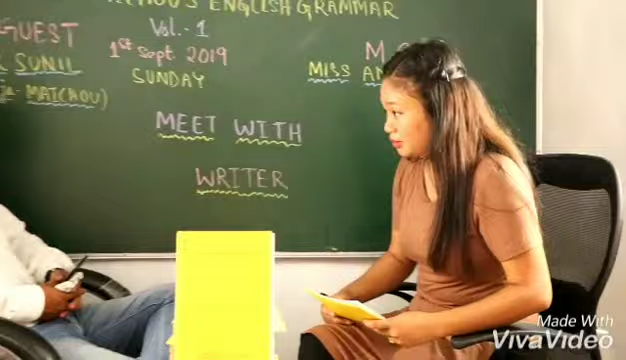 ENGLISH GRAMMAR
Vol.- 1
1st Sept. 2019
SUNDAY
GUEST
SUNIL
MATCHOU)
MISS
MEET WITH
WRITER
Made With
VivaVideo